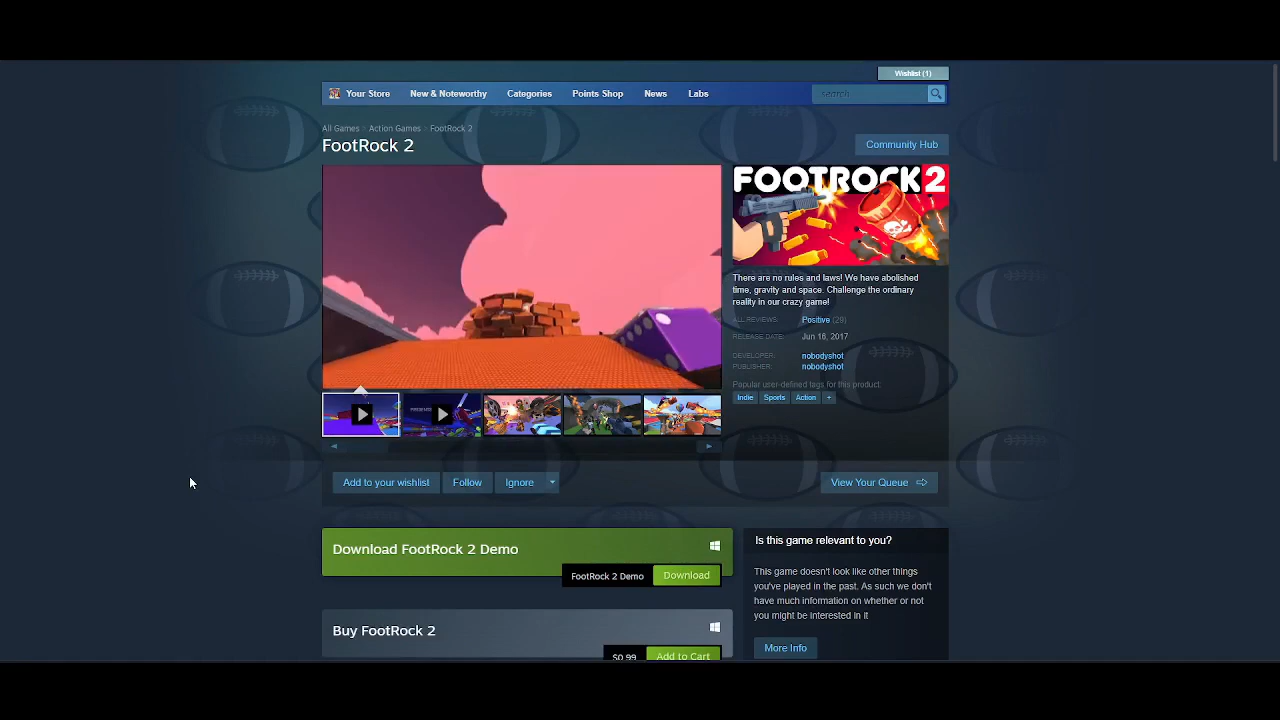 Wishlist (1)
Your Store New & Noteworthy Categories Points Shop News Labs search
All Games > Action Games > FootRock 2
FootRock 2
Community Hub
FOOTROCK 2
There are no rules and laws! We have abolished
time, gravity and space. Challenge the ordinary
reality in our crazy game!
ALL REVIEWS: Positive (29)
RELEASE DATE: Jun 16, 2017
DEVELOPER: nobodyshot
PUBLISHER: nobodyshot
Popular user-defined tags for this product:
Indie Sports Action +
Add to your wishlist Follow Ignore View Your Queue
Download FootRock 2 Demo
FootRock 2 Demo Download
Buy FootRock 2
$0.99 Add to Cart
Is this game relevant to you?
This game doesn't look like other things
you've played in the past. As such we don't
have much information on whether or not
you might be interested in it
More Info